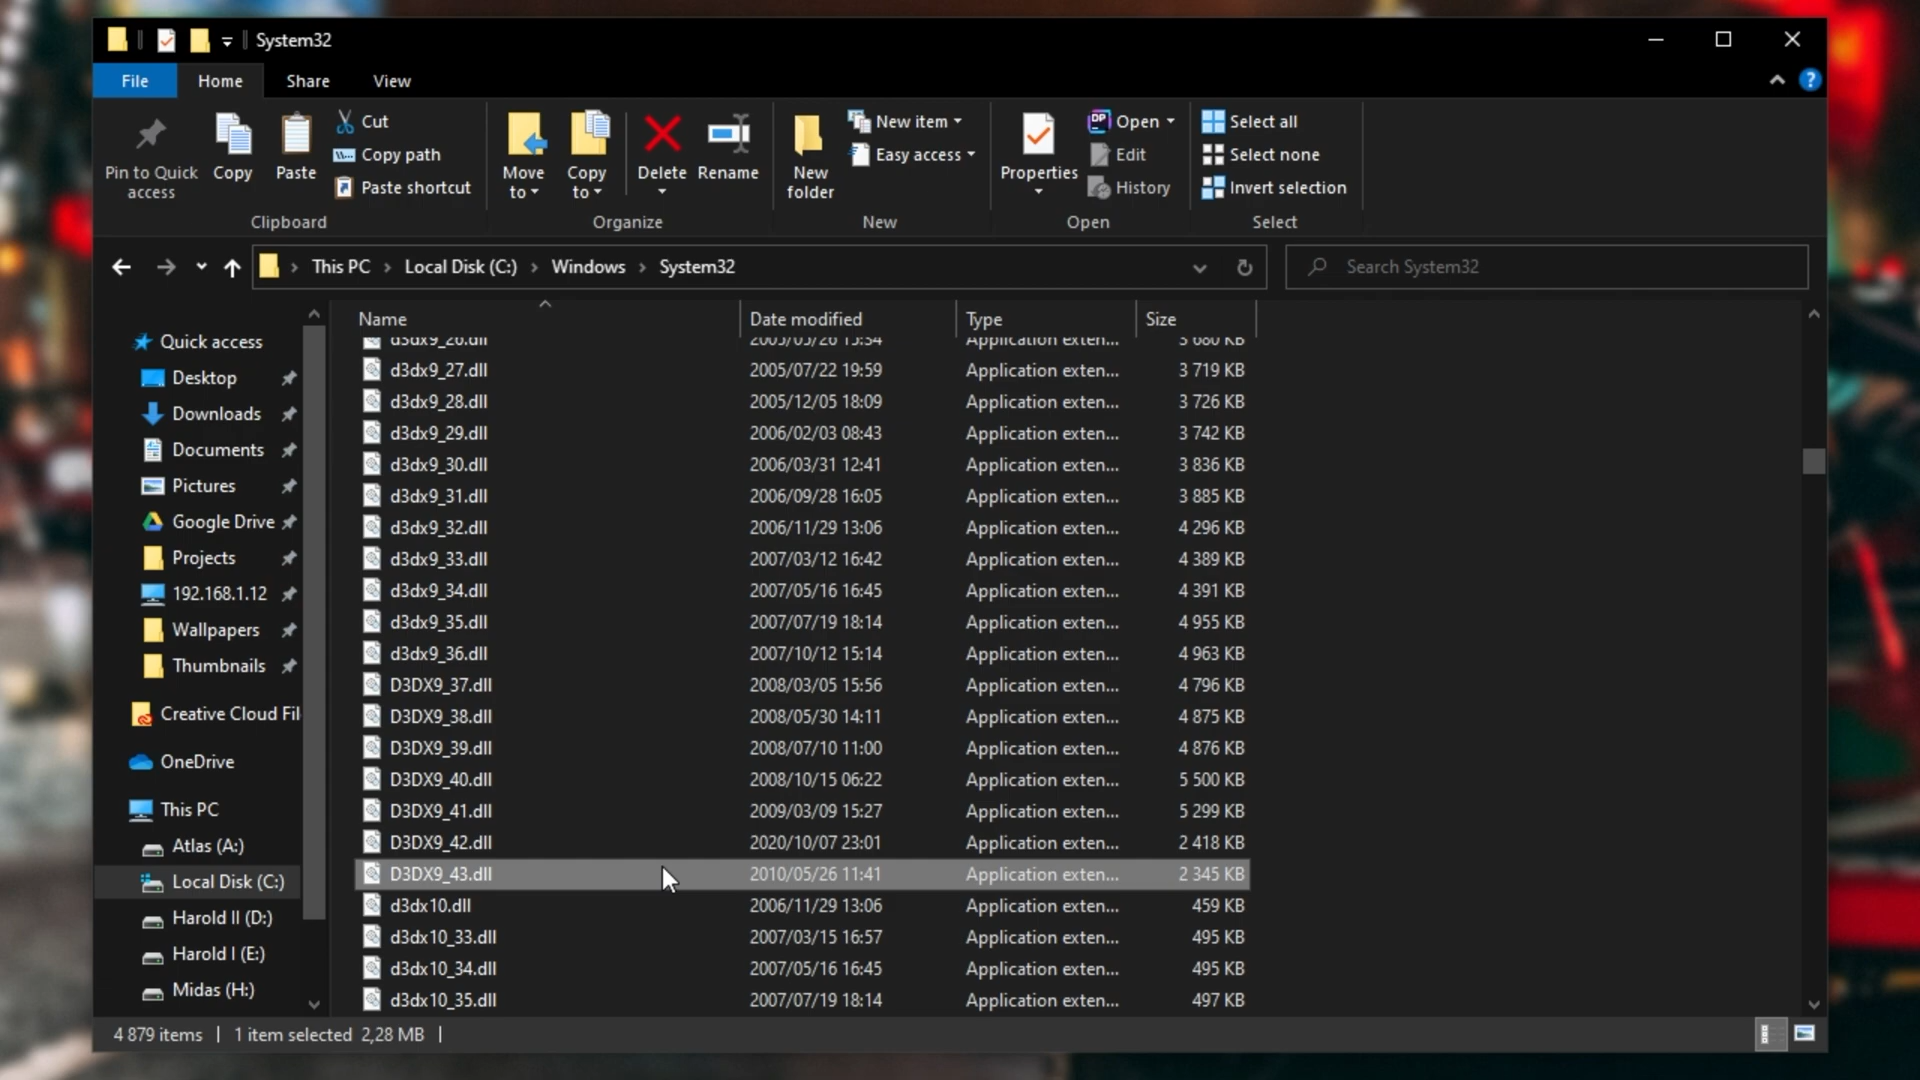 System32
File Home Share View
Pin to Quick access
Copy
Paste
Cut
Copy path
Paste shortcut
Clipboard
Move to
Copy to
Delete
Rename
Organize
New folder
New item
Easy access
New
Properties
Open
Edit
History
Open
Select all
Select none
Invert selection
Select
This PC › Local Disk (C:) › Windows › System32
Search System32
Quick access
Desktop
Downloads
Documents
Pictures
Google Drive
Projects
192.168.1.12
Wallpapers
Thumbnails
Creative Cloud Fil
OneDrive
This PC
Atlas (A:)
Local Disk (C:)
Harold II (D:)
Harold I (E:)
Midas (H:)
Name Date modified Type Size
d3dx9_26.dll 2005/05/26 15:34 Application exten... 3 680 KB
d3dx9_27.dll 2005/07/22 19:59 Application exten... 3 719 KB
d3dx9_28.dll 2005/12/05 18:09 Application exten... 3 726 KB
d3dx9_29.dll 2006/02/03 08:43 Application exten... 3 742 KB
d3dx9_30.dll 2006/03/31 12:41 Application exten... 3 836 KB
d3dx9_31.dll 2006/09/28 16:05 Application exten... 3 885 KB
d3dx9_32.dll 2006/11/29 13:06 Application exten... 4 296 KB
d3dx9_33.dll 2007/03/12 16:42 Application exten... 4 389 KB
d3dx9_34.dll 2007/05/16 16:45 Application exten... 4 391 KB
d3dx9_35.dll 2007/07/19 18:14 Application exten... 4 955 KB
d3dx9_36.dll 2007/10/12 15:14 Application exten... 4 963 KB
D3DX9_37.dll 2008/03/05 15:56 Application exten... 4 796 KB
D3DX9_38.dll 2008/05/30 14:11 Application exten... 4 875 KB
D3DX9_39.dll 2008/07/10 11:00 Application exten... 4 876 KB
D3DX9_40.dll 2008/10/15 06:22 Application exten... 5 500 KB
D3DX9_41.dll 2009/03/09 15:27 Application exten... 5 299 KB
D3DX9_42.dll 2020/10/07 23:01 Application exten... 2 418 KB
D3DX9_43.dll 2010/05/26 11:41 Application exten... 2 345 KB
d3dx10.dll 2006/11/29 13:06 Application exten... 459 KB
d3dx10_33.dll 2007/03/15 16:57 Application exten... 495 KB
d3dx10_34.dll 2007/05/16 16:45 Application exten... 495 KB
d3dx10_35.dll 2007/07/19 18:14 Application exten... 497 KB
4 879 items | 1 item selected 2,28 MB |